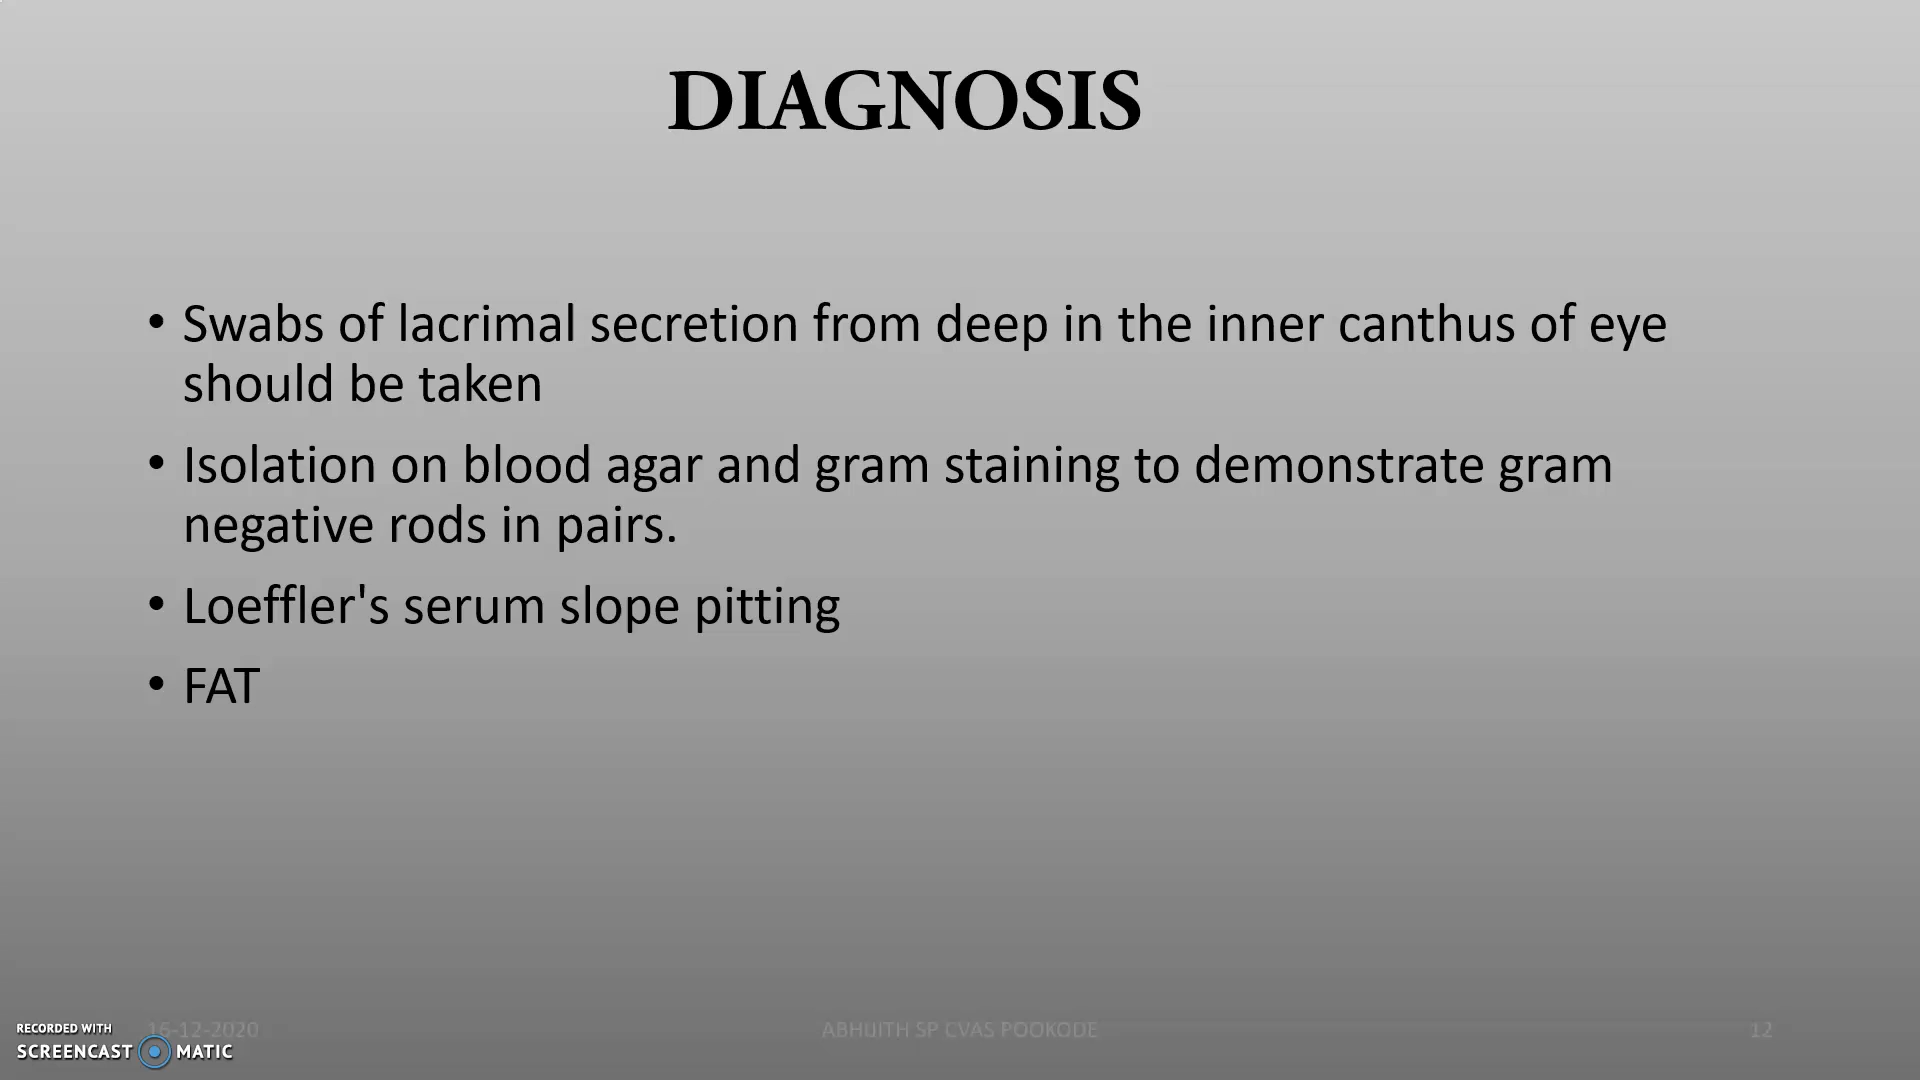 DIAGNOSIS
• Swabs of lacrimal secretion from deep in the inner canthus of eye
should be taken
• Isolation on blood agar and gram staining to demonstrate gram
negative rods in pairs.
• Loeffler's serum slope pitting
• FAT
RECORDED WITH
SCREENCAST MATIC
16-12-2020
ABHIJITH SP CVAS POOKODE
12